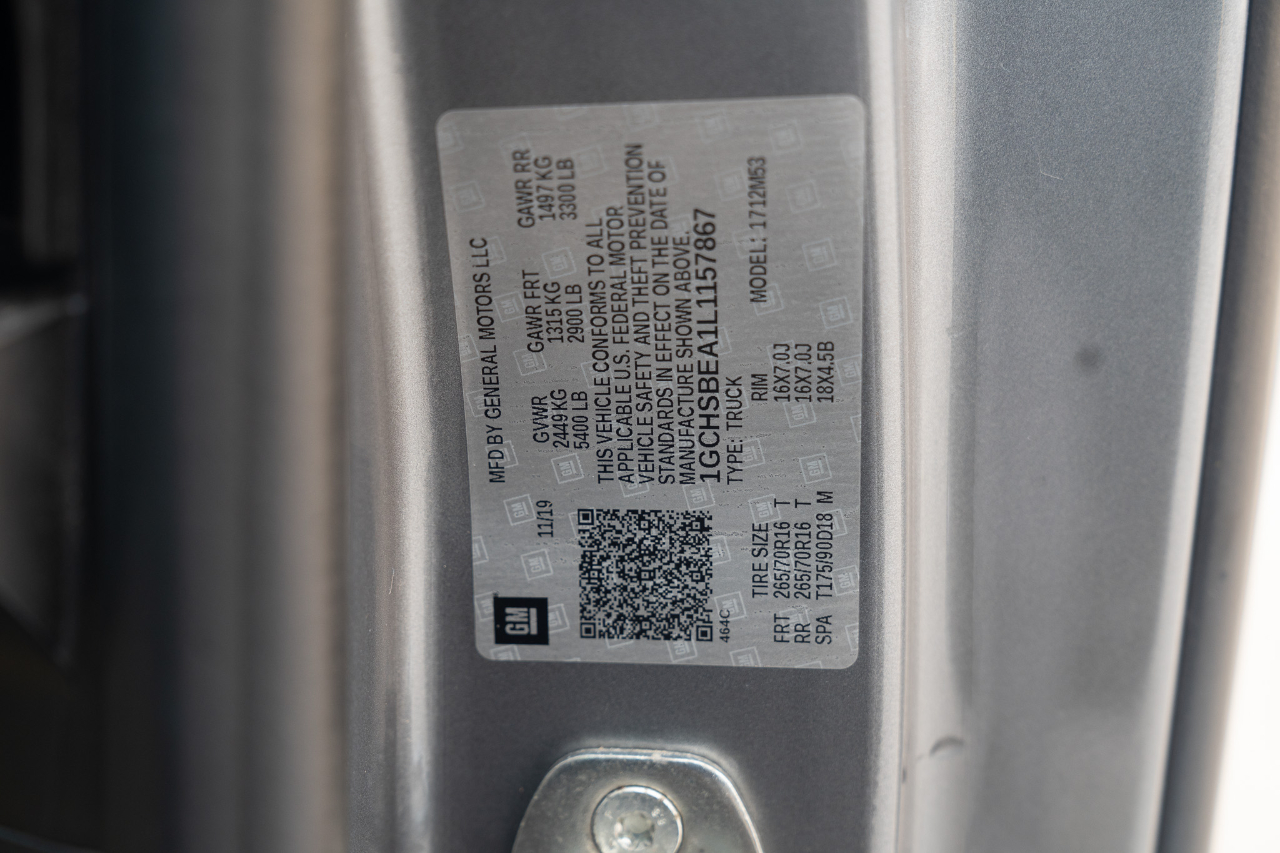 MFD BY GENERAL MOTORS LLC
GM
11/19
GVWR GAWR FRT GAWR RR
2449 KG 1315 KG 1497 KG
5400 LB 2900 LB 3300 LB
THIS VEHICLE CONFORMS TO ALL
APPLICABLE U.S. FEDERAL MOTOR
VEHICLE SAFETY AND THEFT PREVENTION
STANDARDS IN EFFECT ON THE DATE OF
MANUFACTURE SHOWN ABOVE.
1GCHSBEA1L1157867
464C
TYPE: TRUCK MODEL: 1712M53
TIRE SIZE RIM
FRT 265/70R16 T 16X7.0J
RR 265/70R16 T 16X7.0J
SPA T175/90D18 M 18X4.5B